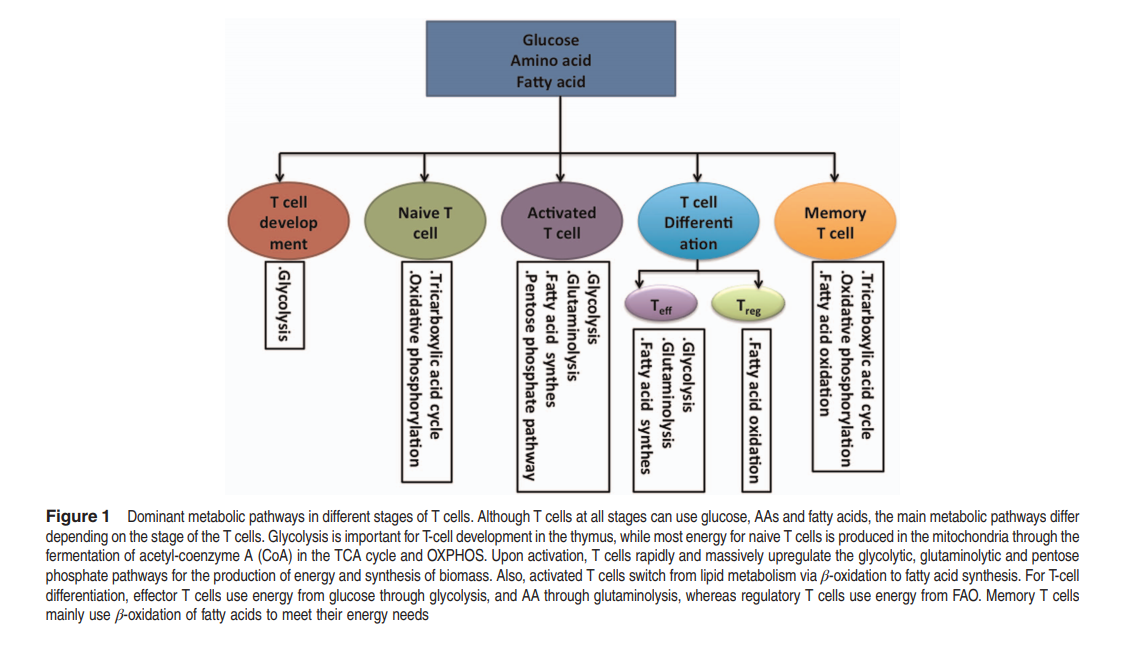 Glucose
Amino acid
Fatty acid
T cell
develop
ment
Naive T
cell
Activated
T cell
T cell
Differenti
ation
Memory
T cell
.Glycolysis
.Tricarboxylic acid cycle
.Oxidative phosphorylation
.Glycolysis
.Glutaminolysis
.Fatty acid synthes
.Pentose phosphate pathway
Teff
Treg
.Glycolysis
.Glutaminolysis
.Fatty acid synthes
.Fatty acid oxidation
.Tricarboxylic acid cycle
.Oxidative phosphorylation
.Fatty acid oxidation
Figure 1 Dominant metabolic pathways in different stages of T cells. Although T cells at all stages can use glucose, AAs and fatty acids, the main metabolic pathways differ
depending on the stage of the T cells. Glycolysis is important for T-cell development in the thymus, while most energy for naive T cells is produced in the mitochondria through the
fermentation of acetyl-coenzyme A (CoA) in the TCA cycle and OXPHOS. Upon activation, T cells rapidly and massively upregulate the glycolytic, glutaminolytic and pentose
phosphate pathways for the production of energy and synthesis of biomass. Also, activated T cells switch from lipid metabolism via β-oxidation to fatty acid synthesis. For T-cell
differentiation, effector T cells use energy from glucose through glycolysis, and AA through glutaminolysis, whereas regulatory T cells use energy from FAO. Memory T cells
mainly use β-oxidation of fatty acids to meet their energy needs